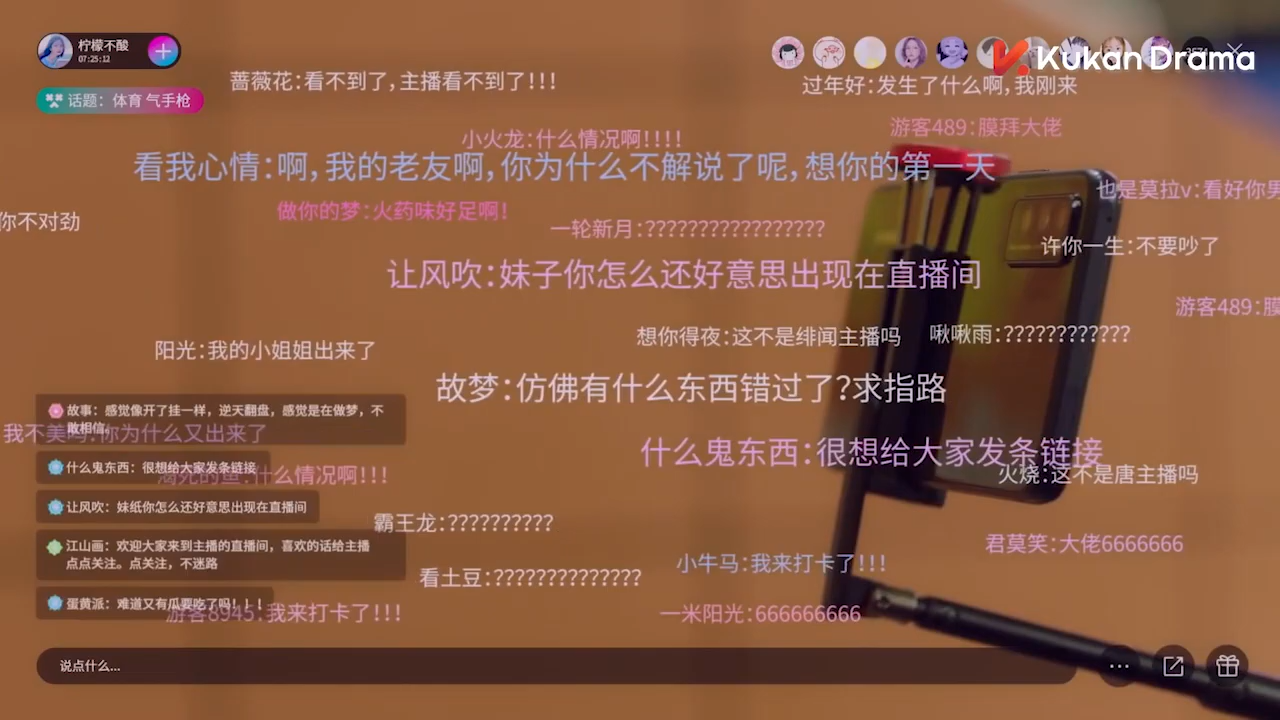 柠檬不酸
07:25:12
Kukan Drama
蔷薇花:看不到了,主播看不到了!!!
过年好:发生了什么啊,我刚来
话题: 体育 气手枪
小火龙:什么情况啊!!!!
游客489:膜拜大佬
看我心情:啊,我的老友啊,你为什么不解说了呢,想你的第一天
也是莫拉v:看好你男
做你的梦:火药味好足啊!
你不对劲
一轮新月:?????????????????
许你一生:不要吵了
让风吹:妹子你怎么还好意思出现在直播间
游客489:膜
想你得夜:这不是绯闻主播吗
啾啾雨:????????????
阳光:我的小姐姐出来了
故梦:仿佛有什么东西错过了?求指路
故事: 感觉像开了挂一样, 逆天翻盘, 感觉是在做梦, 不
敢相信。
我不美吗:你为什么又出来了
什么鬼东西:很想给大家发条链接
什么鬼东西: 很想给大家发条链接
渴死的鱼:什么情况啊!!!
火烧:这不是唐主播吗
让风吹: 妹纸你怎么还好意思出现在直播间
霸王龙:??????????
君莫笑:大佬6666666
江山画: 欢迎大家来到主播的直播间, 喜欢的话给主播
点点关注。点关注, 不迷路
小牛马:我来打卡了!!!
看土豆:??????????????
蛋黄派: 难道又有瓜要吃了吗!!!
游客8945:我来打卡了!!!
一米阳光:666666666
说点什么...